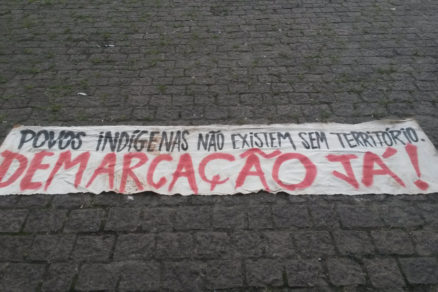 POVOS INDÍGENAS NÃO EXISTEM SEM TERRITÓRIO.
DEMARCAÇÃO JÁ!